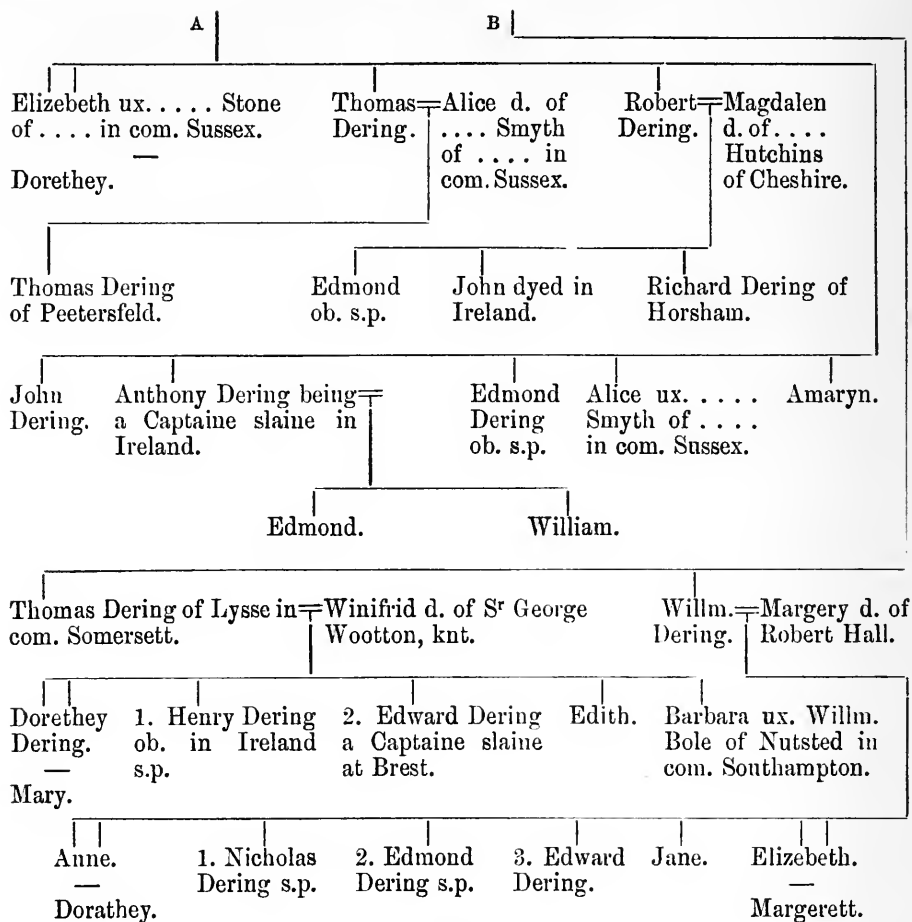 A B
Elizebeth ux. . . . . Stone
of . . . . in com. Sussex.
—
Dorethey.
Thomas
Dering.
Alice d. of
. . . . Smyth
of . . . . in
com. Sussex.
Robert
Dering.
Magdalen
d. of . . . .
Hutchins
of Cheshire.
Thomas Dering
of Peetersfeld.
Edmond
ob. s.p.
John dyed in
Ireland.
Richard Dering of
Horsham.
John
Dering.
Anthony Dering being
a Captaine slaine in
Ireland.
Edmond
Dering
ob. s.p.
Alice ux. . . . .
Smyth of . . . .
in com. Sussex.
Amaryn.
Edmond.
William.
Thomas Dering of Lysse in
com. Somersett.
Winifrid d. of Sr George
Wootton, knt.
Willm.
Dering.
Margery d. of
Robert Hall.
Dorethey
Dering.
—
Mary.
1. Henry Dering
ob. in Ireland
s.p.
2. Edward Dering
a Captaine slaine
at Brest.
Edith.
Barbara ux. Willm.
Bole of Nutsted in
com. Southampton.
Anne.
—
Dorathey.
1. Nicholas
Dering s.p.
2. Edmond
Dering s.p.
3. Edward
Dering.
Jane.
Elizebeth.
—
Margerett.